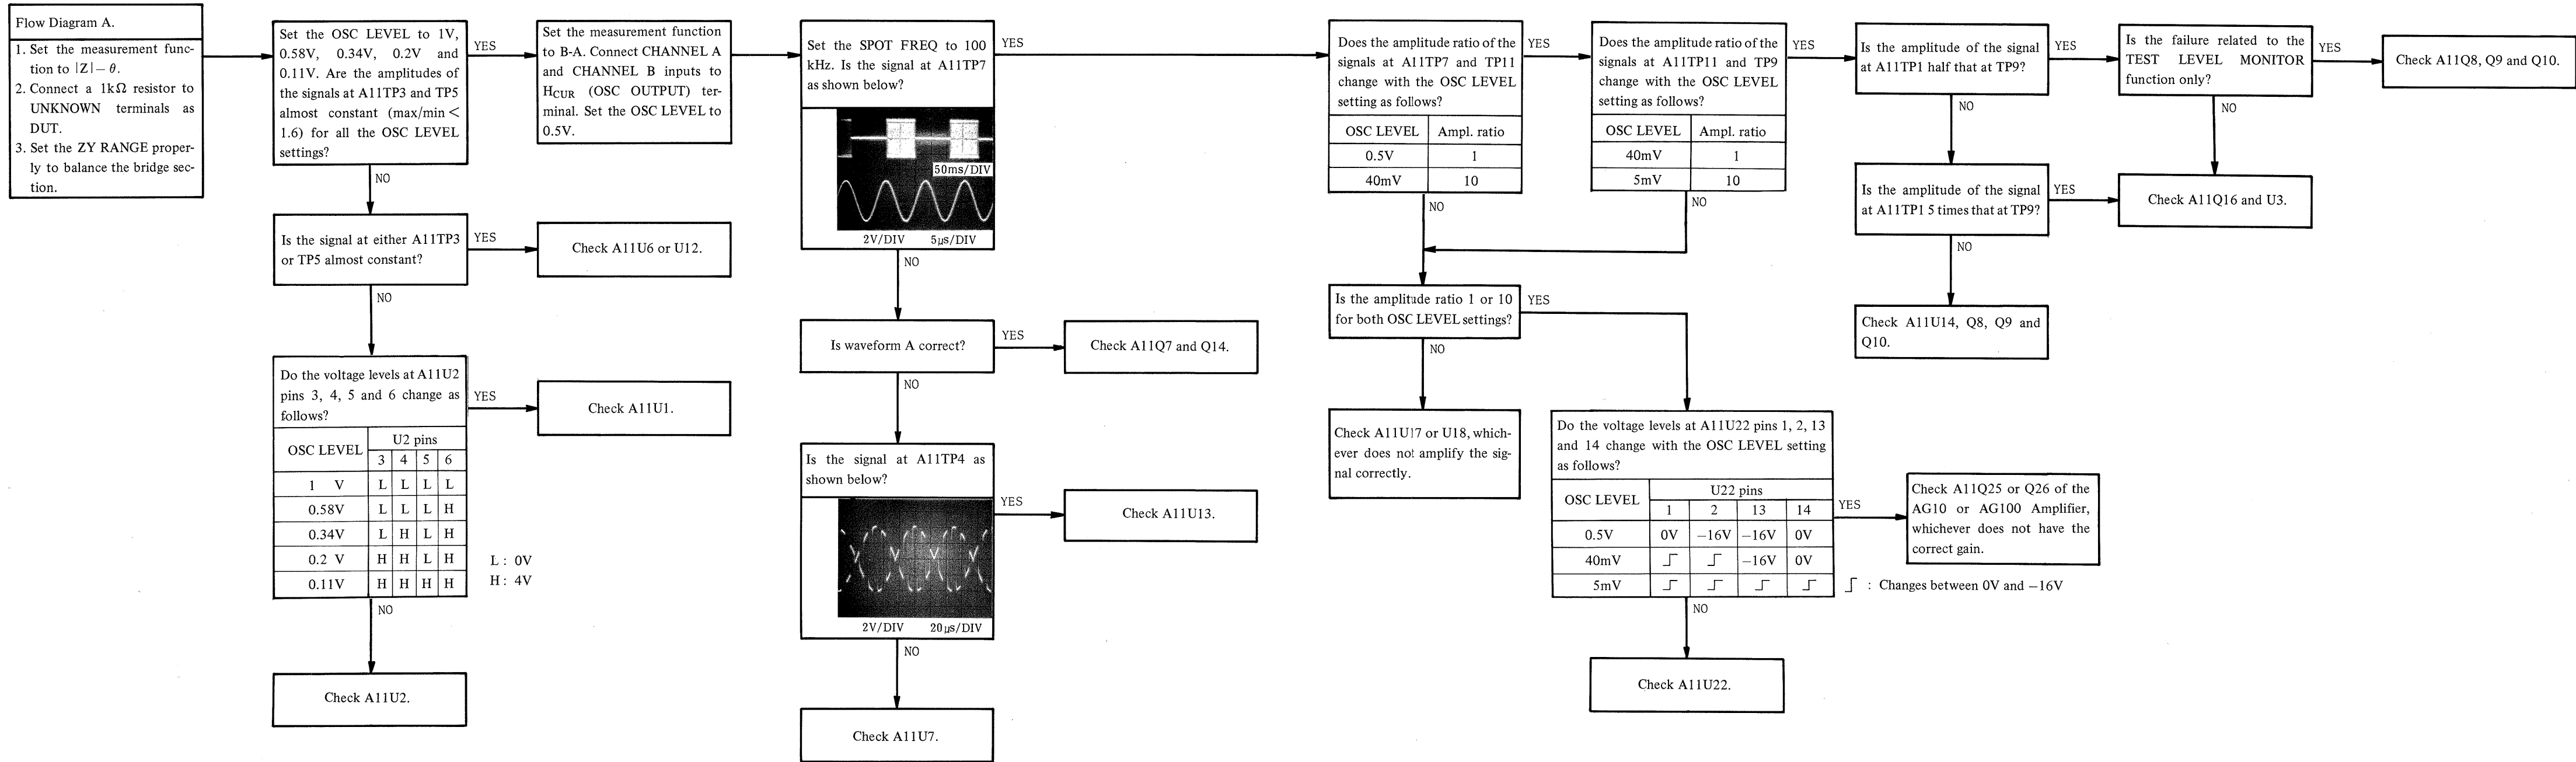 Flow Diagram A.
1. Set the measurement func-
tion to |Z| – θ.
2. Connect a 1kΩ resistor to
UNKNOWN terminals as
DUT.
3. Set the ZY RANGE proper-
ly to balance the bridge sec-
tion.
Set the OSC LEVEL to 1V,
0.58V, 0.34V, 0.2V and
0.11V. Are the amplitudes of
the signals at A11TP3 and TP5
almost constant (max/min <
1.6) for all the OSC LEVEL
settings?
YES
NO
Is the signal at either A11TP3
or TP5 almost constant?
YES
Check A11U6 or U12.
NO
Do the voltage levels at A11U2
pins 3, 4, 5 and 6 change as
follows?
OSC LEVEL U2 pins
3 4 5 6
1 V L L L L
0.58V L L L H
0.34V L H L H
0.2 V H H L H
0.11V H H H H
L : 0V
H : 4V
YES
Check A11U1.
NO
Check A11U2.
Set the measurement function
to B-A. Connect CHANNEL A
and CHANNEL B inputs to
HCUR (OSC OUTPUT) ter-
minal. Set the OSC LEVEL to
0.5V.
Set the SPOT FREQ to 100
kHz. Is the signal at A11TP7
as shown below?
50ms/DIV
2V/DIV 5μs/DIV
YES
NO
Is waveform A correct?
YES
Check A11Q7 and Q14.
NO
Is the signal at A11TP4 as
shown below?
2V/DIV 20μs/DIV
YES
Check A11U13.
NO
Check A11U7.
Does the amplitude ratio of the
signals at A11TP7 and TP11
change with the OSC LEVEL
setting as follows?
OSC LEVEL Ampl. ratio
0.5V 1
40mV 10
YES
NO
Does the amplitude ratio of the
signals at A11TP11 and TP9
change with the OSC LEVEL
setting as follows?
OSC LEVEL Ampl. ratio
40mV 1
5mV 10
YES
NO
Is the amplitude ratio 1 or 10
for both OSC LEVEL settings?
YES
NO
Check A11U17 or U18, which-
ever does not amplify the sig-
nal correctly.
Do the voltage levels at A11U22 pins 1, 2, 13
and 14 change with the OSC LEVEL setting
as follows?
OSC LEVEL U22 pins
1 2 13 14
0.5V 0V –16V –16V 0V
40mV –16V 0V
5mV
: Changes between 0V and –16V
YES
Check A11Q25 or Q26 of the
AG10 or AG100 Amplifier,
whichever does not have the
correct gain.
NO
Check A11U22.
Is the amplitude of the signal
at A11TP1 half that at TP9?
YES
NO
Is the amplitude of the signal
at A11TP1 5 times that at TP9?
YES
Check A11Q16 and U3.
NO
Check A11U14, Q8, Q9 and
Q10.
Is the failure related to the
TEST LEVEL MONITOR
function only?
YES
NO
Check A11Q8, Q9 and Q10.